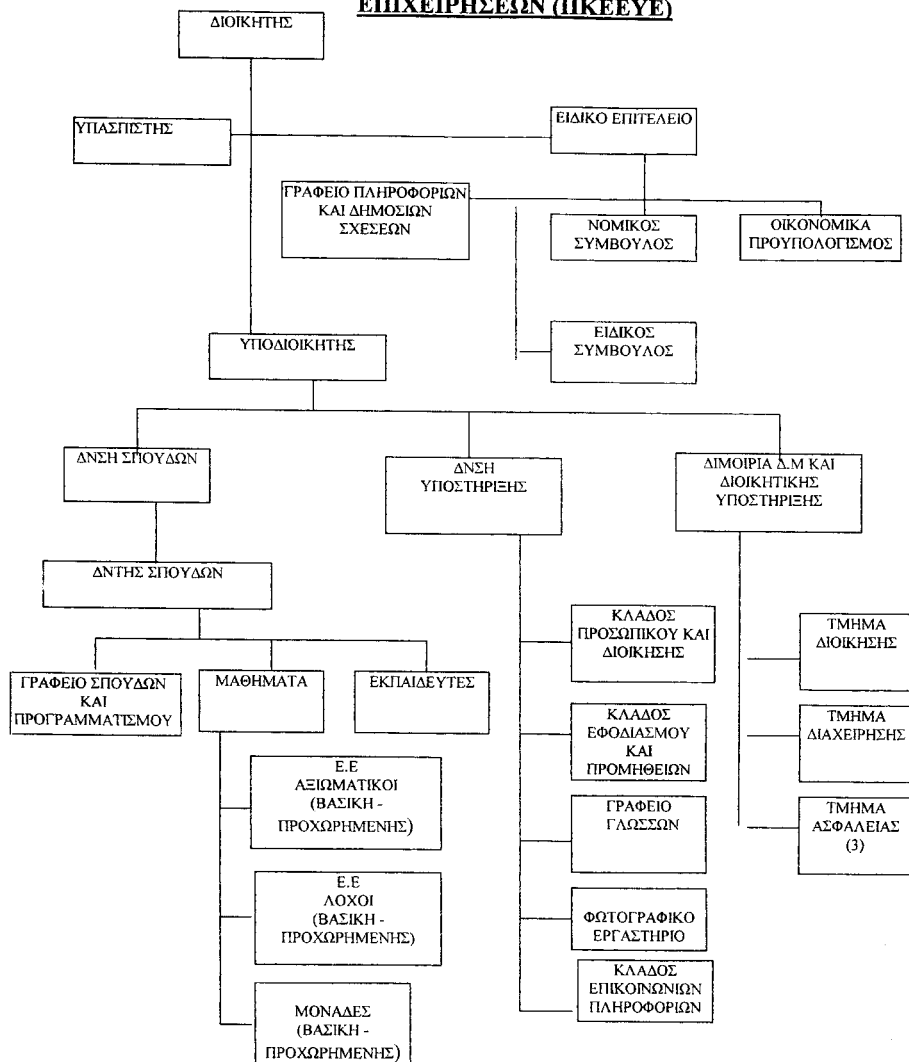 ΕΠΙΧΕΙΡΗΣΕΩΝ (ΠΚΕΕΥΕ)
ΔΙΟΙΚΗΤΗΣ
ΥΠΑΣΠΙΣΤΗΣ
ΕΙΔΙΚΟ ΕΠΙΤΕΛΕΙΟ
ΓΡΑΦΕΙΟ ΠΛΗΡΟΦΟΡΙΩΝ
ΚΑΙ ΔΗΜΟΣΙΩΝ
ΣΧΕΣΕΩΝ
ΝΟΜΙΚΟΣ
ΣΥΜΒΟΥΛΟΣ
ΟΙΚΟΝΟΜΙΚΑ
ΠΡΟΥΠΟΛΟΓΙΣΜΟΣ
ΕΙΔΙΚΟΣ
ΣΥΜΒΟΥΛΟΣ
ΥΠΟΔΙΟΙΚΗΤΗΣ
ΔΝΣΗ ΣΠΟΥΔΩΝ
ΔΝΣΗ
ΥΠΟΣΤΗΡΙΞΗΣ
ΔΙΜΟΙΡΙΑ Δ.Μ ΚΑΙ
ΔΙΟΙΚΗΤΙΚΗΣ
ΥΠΟΣΤΗΡΙΞΗΣ
ΔΝΤΗΣ ΣΠΟΥΔΩΝ
ΓΡΑΦΕΙΟ ΣΠΟΥΔΩΝ
ΚΑΙ
ΠΡΟΓΡΑΜΜΑΤΙΣΜΟΥ
ΜΑΘΗΜΑΤΑ
ΕΚΠΑΙΔΕΥΤΕΣ
Ε.Ε
ΑΞΙΩΜΑΤΙΚΟΙ
(ΒΑΣΙΚΗ -
ΠΡΟΧΩΡΗΜΕΝΗΣ)
Ε.Ε
ΛΟΧΟΙ
(ΒΑΣΙΚΗ -
ΠΡΟΧΩΡΗΜΕΝΗΣ)
ΜΟΝΑΔΕΣ
(ΒΑΣΙΚΗ -
ΠΡΟΧΩΡΗΜΕΝΗΣ)
ΚΛΑΔΟΣ
ΠΡΟΣΩΠΙΚΟΥ ΚΑΙ
ΔΙΟΙΚΗΣΗΣ
ΚΛΑΔΟΣ
ΕΦΟΔΙΑΣΜΟΥ
ΚΑΙ
ΠΡΟΜΗΘΕΙΩΝ
ΓΡΑΦΕΙΟ
ΓΛΩΣΣΩΝ
ΦΩΤΟΓΡΑΦΙΚΟ
ΕΡΓΑΣΤΗΡΙΟ
ΚΛΑΔΟΣ
ΕΠΙΚΟΙΝΩΝΙΩΝ
ΠΛΗΡΟΦΟΡΙΩΝ
ΤΜΗΜΑ
ΔΙΟΙΚΗΣΗΣ
ΤΜΗΜΑ
ΔΙΑΧΕΙΡΗΣΗΣ
ΤΜΗΜΑ
ΑΣΦΑΛΕΙΑΣ
(3)